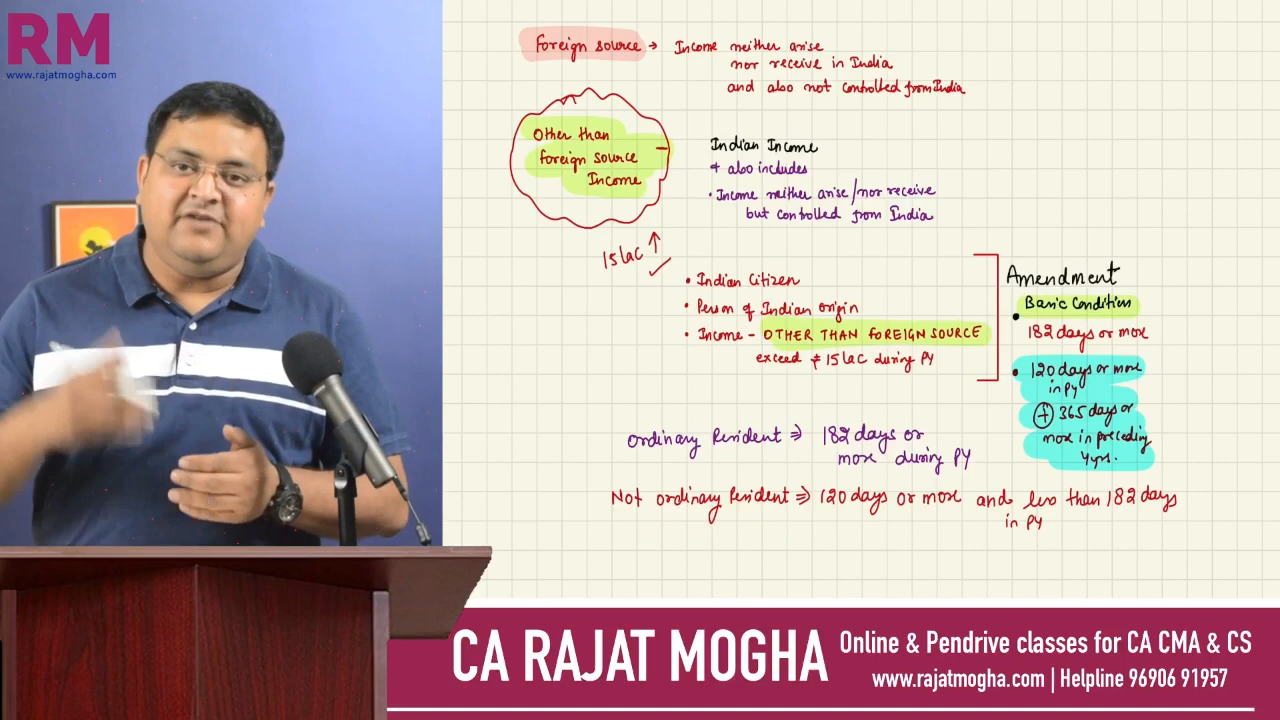 RM
www.rajatmogha.com
Foreign source → Income neither arise
nor receive in India
and also not controlled from India
Other than
foreign source
Income
Indian Income
+ also includes
• Income neither arise/nor receive
but controlled from India
15 lac ↑
✓
• Indian Citizen
• Person of Indian origin
• Income - OTHER THAN FOREIGN SOURCE
exceed ₹ 15 lac during PY
Amendment
Basic Condition
• 182 days or more
• 120 days or more
in PY
+ 365 days or
more in preceding
4yrs.
Ordinary Resident ⇒ 182 days or
more during PY
Not ordinary Resident ⇒ 120 days or more and less than 182 days
in PY
CA RAJAT MOGHA
Online & Pendrive classes for CA CMA & CS
www.rajatmogha.com | Helpline 96906 91957